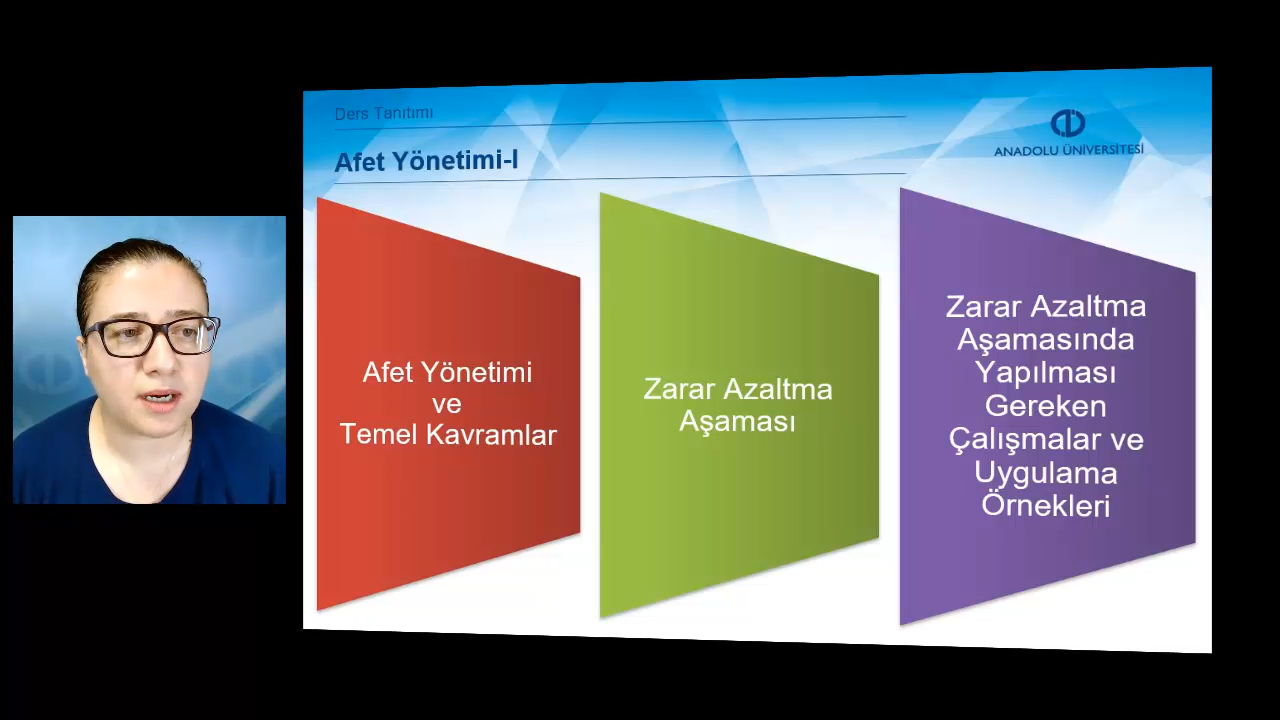 Ders Tanıtımı
Afet Yönetimi-I
ANADOLU ÜNİVERSİTESİ
Afet Yönetimi
ve
Temel Kavramlar
Zarar Azaltma
Aşaması
Zarar Azaltma
Aşamasında
Yapılması
Gereken
Çalışmalar ve
Uygulama
Örnekleri